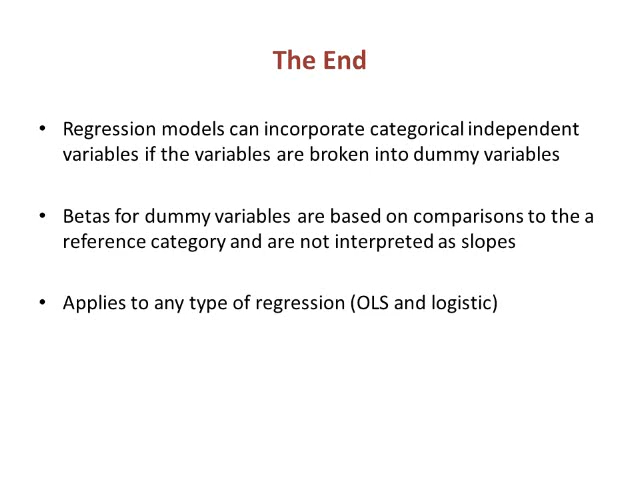 The End
• Regression models can incorporate categorical independent
variables if the variables are broken into dummy variables
• Betas for dummy variables are based on comparisons to the a
reference category and are not interpreted as slopes
• Applies to any type of regression (OLS and logistic)